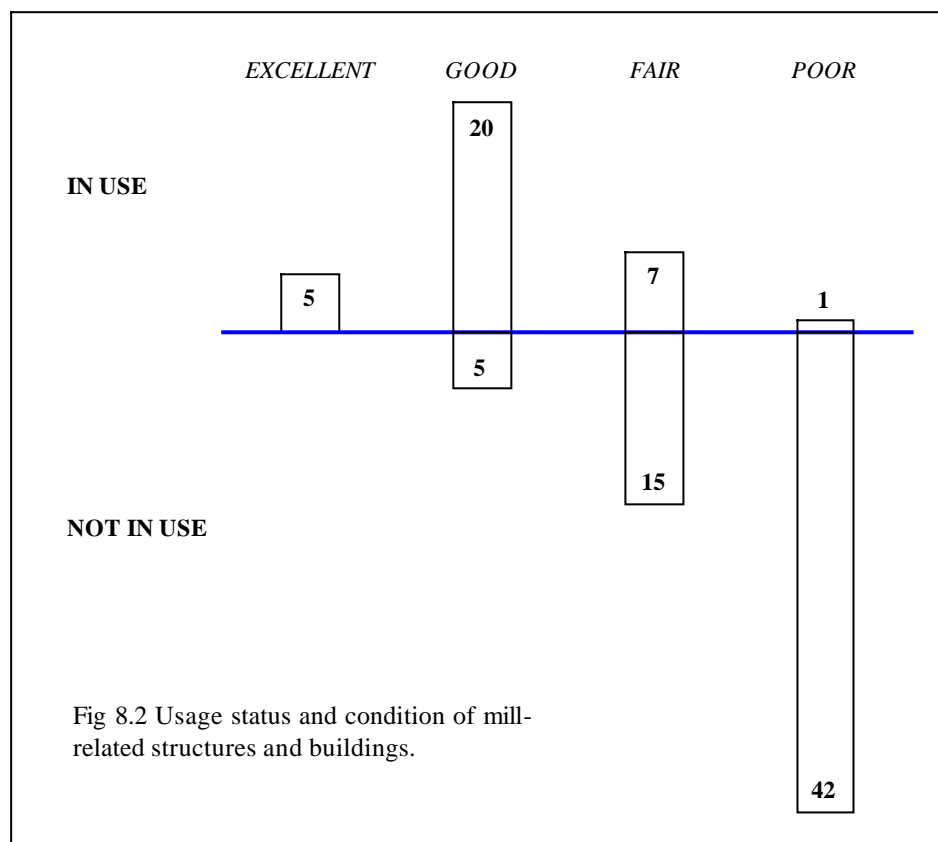 EXCELLENT GOOD FAIR POOR
20
IN USE
5 7 1
5
15
NOT IN USE
Fig 8.2 Usage status and condition of mill-
related structures and buildings.
42